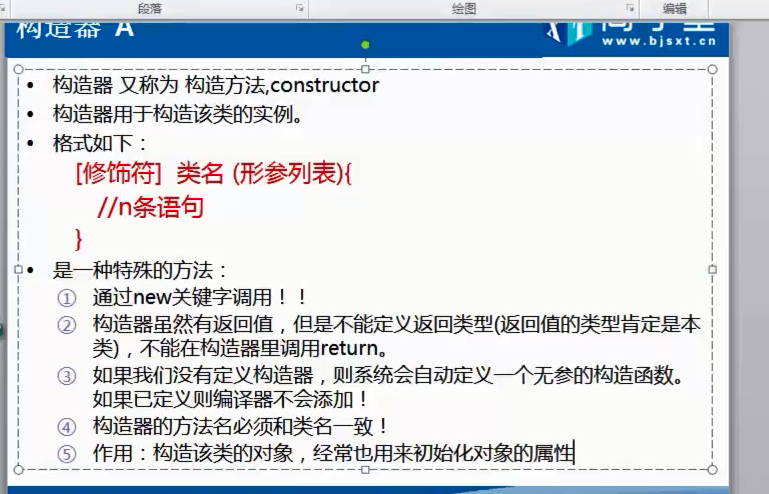 段落
绘图
编辑
构造器 A
www.bjsxt.cn
• 构造器 又称为 构造方法,constructor
• 构造器用于构造该类的实例。
• 格式如下：
[修饰符] 类名 (形参列表){
//n条语句
}
• 是一种特殊的方法：
① 通过new关键字调用！！
② 构造器虽然有返回值，但是不能定义返回类型(返回值的类型肯定是本
类)，不能在构造器里调用return。
③ 如果我们没有定义构造器，则系统会自动定义一个无参的构造函数。
如果已定义则编译器不会添加！
④ 构造器的方法名必须和类名一致！
⑤ 作用：构造该类的对象，经常也用来初始化对象的属性